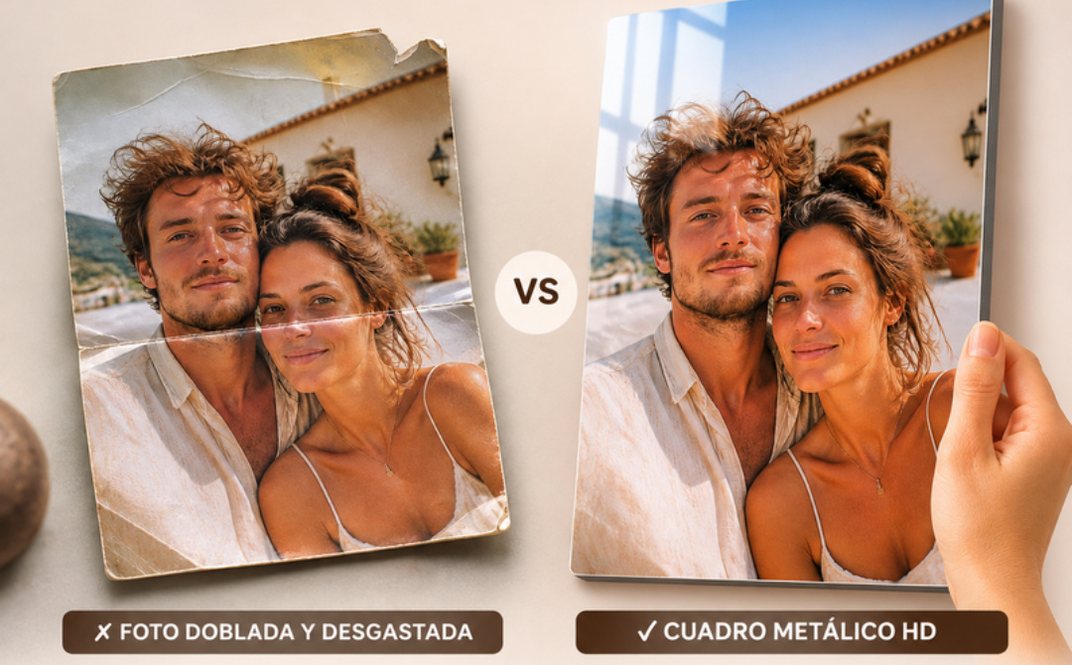 VS
✗ FOTO DOBLADA Y DESGASTADA
✓ CUADRO METÁLICO HD